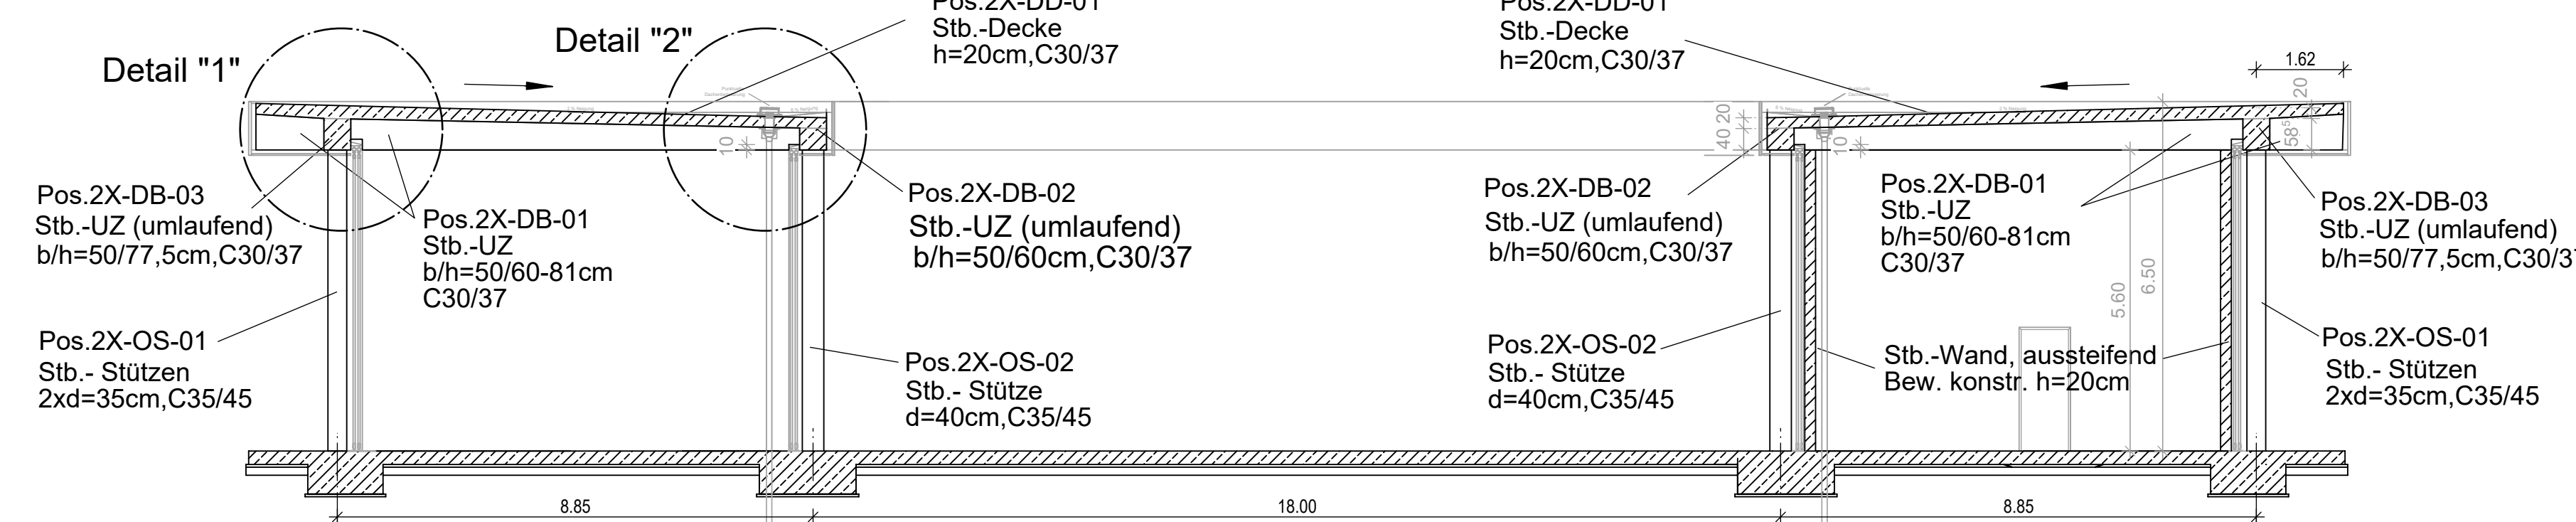 Pos.2X-DD-01
Stb.-Decke
h=20cm,C30/37
Detail "1"
Detail "2"
Pos.2X-DB-03
Stb.-UZ (umlaufend)
b/h=50/77,5cm,C30/37
Pos.2X-DB-01
Stb.-UZ
b/h=50/60-81cm
C30/37
Pos.2X-OS-01
Stb.- Stützen
2xd=35cm,C35/45
10
Pos.2X-DB-02
Stb.-UZ (umlaufend)
b/h=50/60cm,C30/37
Pos.2X-OS-02
Stb.- Stütze
d=40cm,C35/45
Pos.2X-DD-01
Stb.-Decke
h=20cm,C30/37
1.62
20
58⁵
40 20
10
Pos.2X-DB-02
Stb.-UZ (umlaufend)
b/h=50/60cm,C30/37
Pos.2X-DB-01
Stb.-UZ
b/h=50/60-81cm
C30/37
Pos.2X-DB-03
Stb.-UZ (umlaufend)
b/h=50/77,5cm,C30/37
5.60
6.50
Pos.2X-OS-02
Stb.- Stütze
d=40cm,C35/45
Stb.-Wand, aussteifend
Bew. konstr. h=20cm
Pos.2X-OS-01
Stb.- Stützen
2xd=35cm,C35/45
8.85
18.00
8.85